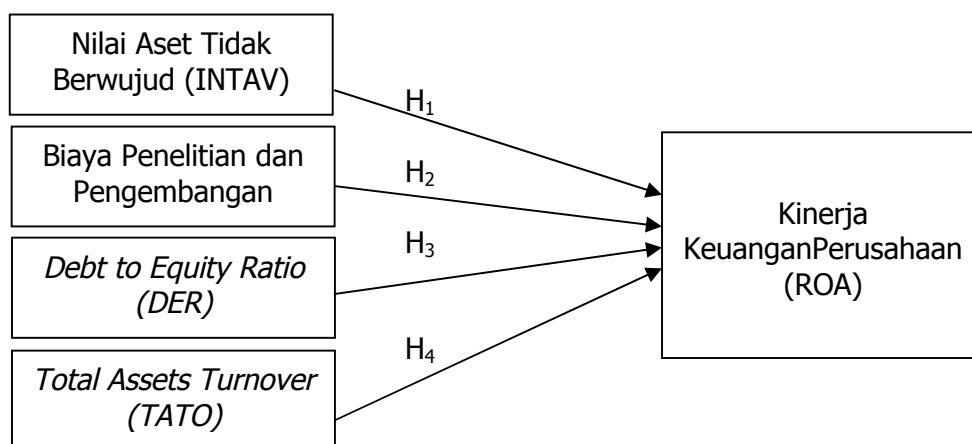 Nilai Aset Tidak
Berwujud (INTAV)
H1
Biaya Penelitian dan
Pengembangan
H2
Debt to Equity Ratio
(DER)
H3
Total Assets Turnover
(TATO)
H4
Kinerja
KeuanganPerusahaan
(ROA)